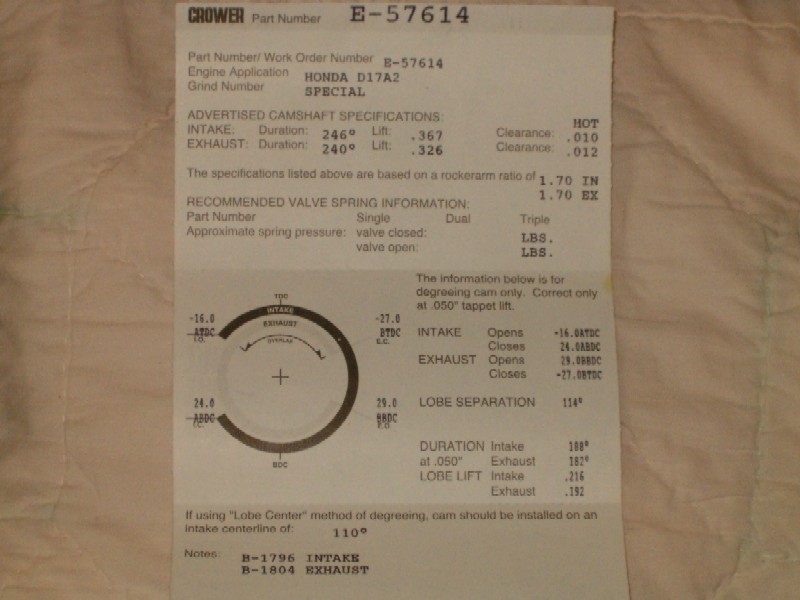 CROWER Part Number E-57614
Part Number/ Work Order Number E-57614
Engine Application HONDA D17A2
Grind Number SPECIAL
ADVERTISED CAMSHAFT SPECIFICATIONS: HOT
INTAKE: Duration: 246° Lift: .367 Clearance: .010
EXHAUST: Duration: 240° Lift: .326 Clearance: .012
The specifications listed above are based on a rockerarm ratio of 1.70 IN
1.70 EX
RECOMMENDED VALVE SPRING INFORMATION:
Part Number Single Dual Triple
Approximate spring pressure: valve closed: LBS.
valve open: LBS.
The information below is for
degreeing cam only. Correct only
at .050" tappet lift.
TDC
INTAKE
EXHAUST
OVERLAP
-16.0
ATDC
I.O.
-27.0
BTDC
E.C.
24.0
ABDC
I.C.
29.0
BBDC
E.O.
BDC
INTAKE Opens -16.0ATDC
Closes 24.0ABDC
EXHAUST Opens 29.0BBDC
Closes -27.0BTDC
LOBE SEPARATION 114°
DURATION Intake 188°
at .050" Exhaust 182°
LOBE LIFT Intake .216
Exhaust .192
If using "Lobe Center" method of degreeing, cam should be installed on an
intake centerline of: 110°
Notes: B-1796 INTAKE
B-1804 EXHAUST